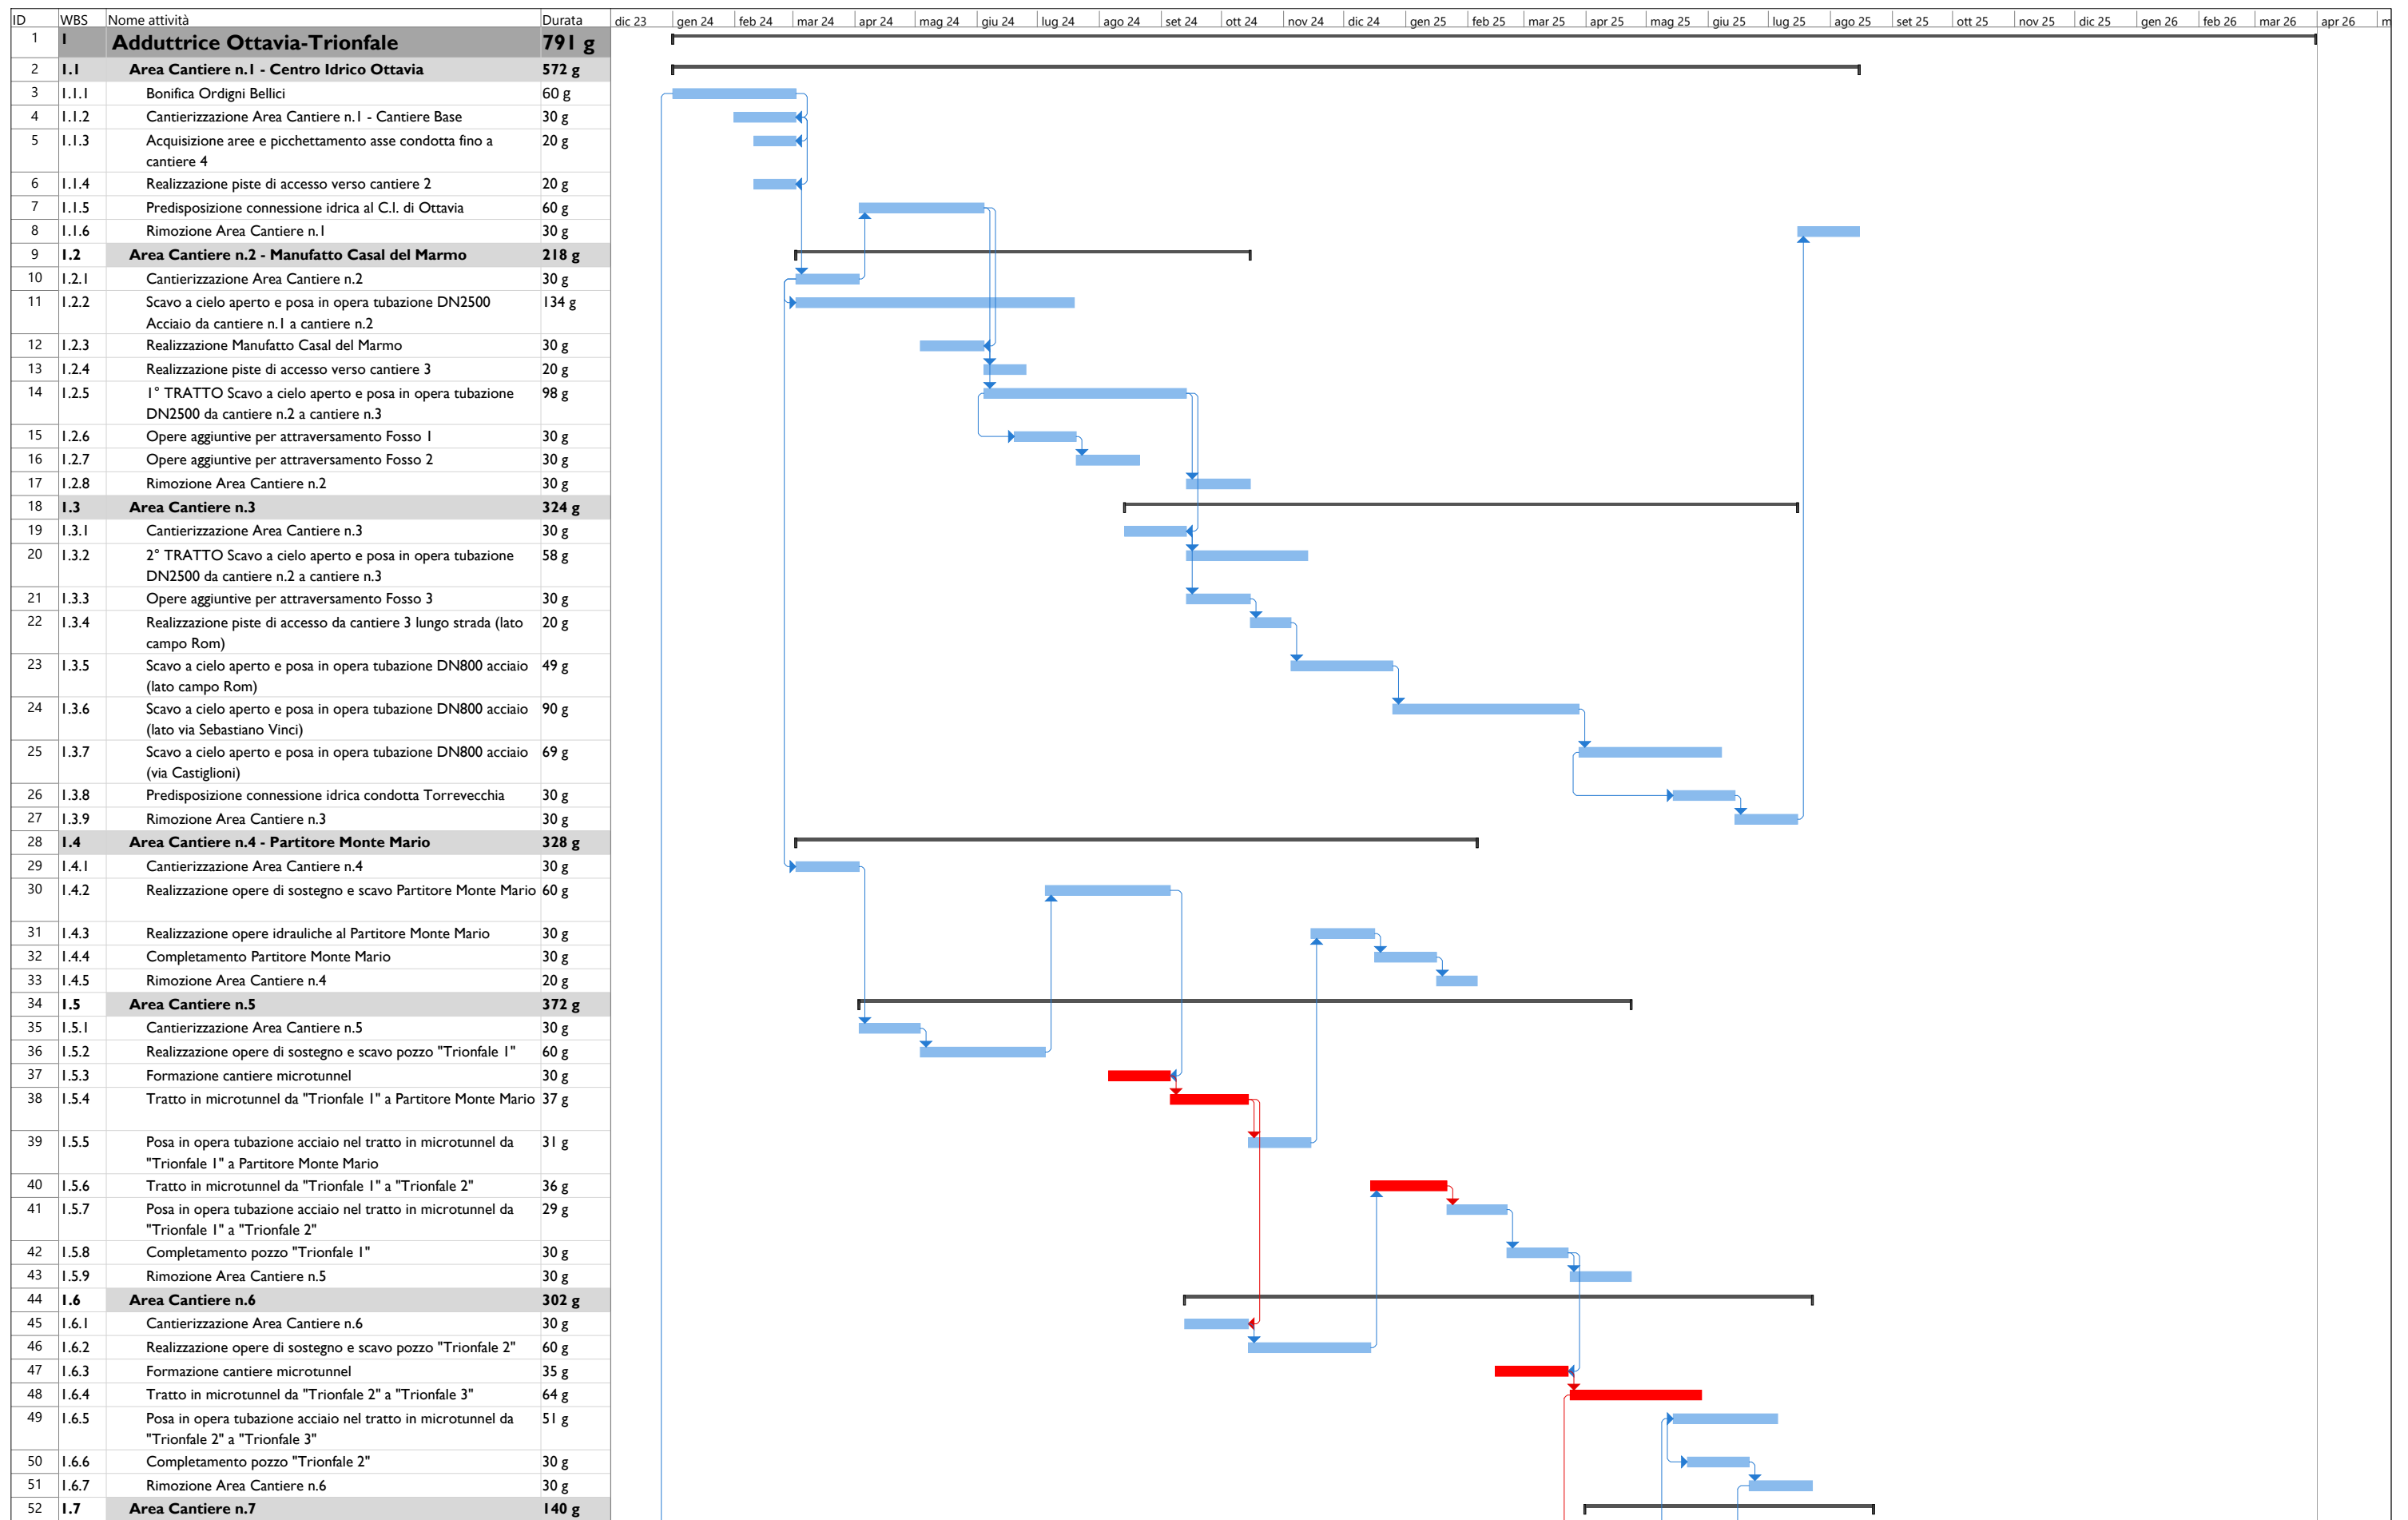 ID WBS Nome attività Durata dic 23 gen 24 feb 24 mar 24 apr 24 mag 24 giu 24 lug 24 ago 24 set 24 ott 24 nov 24 dic 24 gen 25 feb 25 mar 25 apr 25 mag 25 giu 25 lug 25 ago 25 set 25 ott 25 nov 25 dic 25 gen 26 feb 26 mar 26 apr 26 m
1 1 Adduttrice Ottavia-Trionfale 791 g
2 1.1 Area Cantiere n.1 - Centro Idrico Ottavia 572 g
3 1.1.1 Bonifica Ordigni Bellici 60 g
4 1.1.2 Cantierizzazione Area Cantiere n.1 - Cantiere Base 30 g
5 1.1.3 Acquisizione aree e picchettamento asse condotta fino a 20 g
cantiere 4
6 1.1.4 Realizzazione piste di accesso verso cantiere 2 20 g
7 1.1.5 Predisposizione connessione idrica al C.I. di Ottavia 60 g
8 1.1.6 Rimozione Area Cantiere n.1 30 g
9 1.2 Area Cantiere n.2 - Manufatto Casal del Marmo 218 g
10 1.2.1 Cantierizzazione Area Cantiere n.2 30 g
11 1.2.2 Scavo a cielo aperto e posa in opera tubazione DN2500 134 g
Acciaio da cantiere n.1 a cantiere n.2
12 1.2.3 Realizzazione Manufatto Casal del Marmo 30 g
13 1.2.4 Realizzazione piste di accesso verso cantiere 3 20 g
14 1.2.5 1° TRATTO Scavo a cielo aperto e posa in opera tubazione 98 g
DN2500 da cantiere n.2 a cantiere n.3
15 1.2.6 Opere aggiuntive per attraversamento Fosso 1 30 g
16 1.2.7 Opere aggiuntive per attraversamento Fosso 2 30 g
17 1.2.8 Rimozione Area Cantiere n.2 30 g
18 1.3 Area Cantiere n.3 324 g
19 1.3.1 Cantierizzazione Area Cantiere n.3 30 g
20 1.3.2 2° TRATTO Scavo a cielo aperto e posa in opera tubazione 58 g
DN2500 da cantiere n.2 a cantiere n.3
21 1.3.3 Opere aggiuntive per attraversamento Fosso 3 30 g
22 1.3.4 Realizzazione piste di accesso da cantiere 3 lungo strada (lato 20 g
campo Rom)
23 1.3.5 Scavo a cielo aperto e posa in opera tubazione DN800 acciaio 49 g
(lato campo Rom)
24 1.3.6 Scavo a cielo aperto e posa in opera tubazione DN800 acciaio 90 g
(lato via Sebastiano Vinci)
25 1.3.7 Scavo a cielo aperto e posa in opera tubazione DN800 acciaio 69 g
(via Castiglioni)
26 1.3.8 Predisposizione connessione idrica condotta Torrevecchia 30 g
27 1.3.9 Rimozione Area Cantiere n.3 30 g
28 1.4 Area Cantiere n.4 - Partitore Monte Mario 328 g
29 1.4.1 Cantierizzazione Area Cantiere n.4 30 g
30 1.4.2 Realizzazione opere di sostegno e scavo Partitore Monte Mario 60 g
31 1.4.3 Realizzazione opere idrauliche al Partitore Monte Mario 30 g
32 1.4.4 Completamento Partitore Monte Mario 30 g
33 1.4.5 Rimozione Area Cantiere n.4 20 g
34 1.5 Area Cantiere n.5 372 g
35 1.5.1 Cantierizzazione Area Cantiere n.5 30 g
36 1.5.2 Realizzazione opere di sostegno e scavo pozzo "Trionfale 1" 60 g
37 1.5.3 Formazione cantiere microtunnel 30 g
38 1.5.4 Tratto in microtunnel da "Trionfale 1" a Partitore Monte Mario 37 g
39 1.5.5 Posa in opera tubazione acciaio nel tratto in microtunnel da 31 g
"Trionfale 1" a Partitore Monte Mario
40 1.5.6 Tratto in microtunnel da "Trionfale 1" a "Trionfale 2" 36 g
41 1.5.7 Posa in opera tubazione acciaio nel tratto in microtunnel da 29 g
"Trionfale 1" a "Trionfale 2"
42 1.5.8 Completamento pozzo "Trionfale 1" 30 g
43 1.5.9 Rimozione Area Cantiere n.5 30 g
44 1.6 Area Cantiere n.6 302 g
45 1.6.1 Cantierizzazione Area Cantiere n.6 30 g
46 1.6.2 Realizzazione opere di sostegno e scavo pozzo "Trionfale 2" 60 g
47 1.6.3 Formazione cantiere microtunnel 35 g
48 1.6.4 Tratto in microtunnel da "Trionfale 2" a "Trionfale 3" 64 g
49 1.6.5 Posa in opera tubazione acciaio nel tratto in microtunnel da 51 g
"Trionfale 2" a "Trionfale 3"
50 1.6.6 Completamento pozzo "Trionfale 2" 30 g
51 1.6.7 Rimozione Area Cantiere n.6 30 g
52 1.7 Area Cantiere n.7 140 g